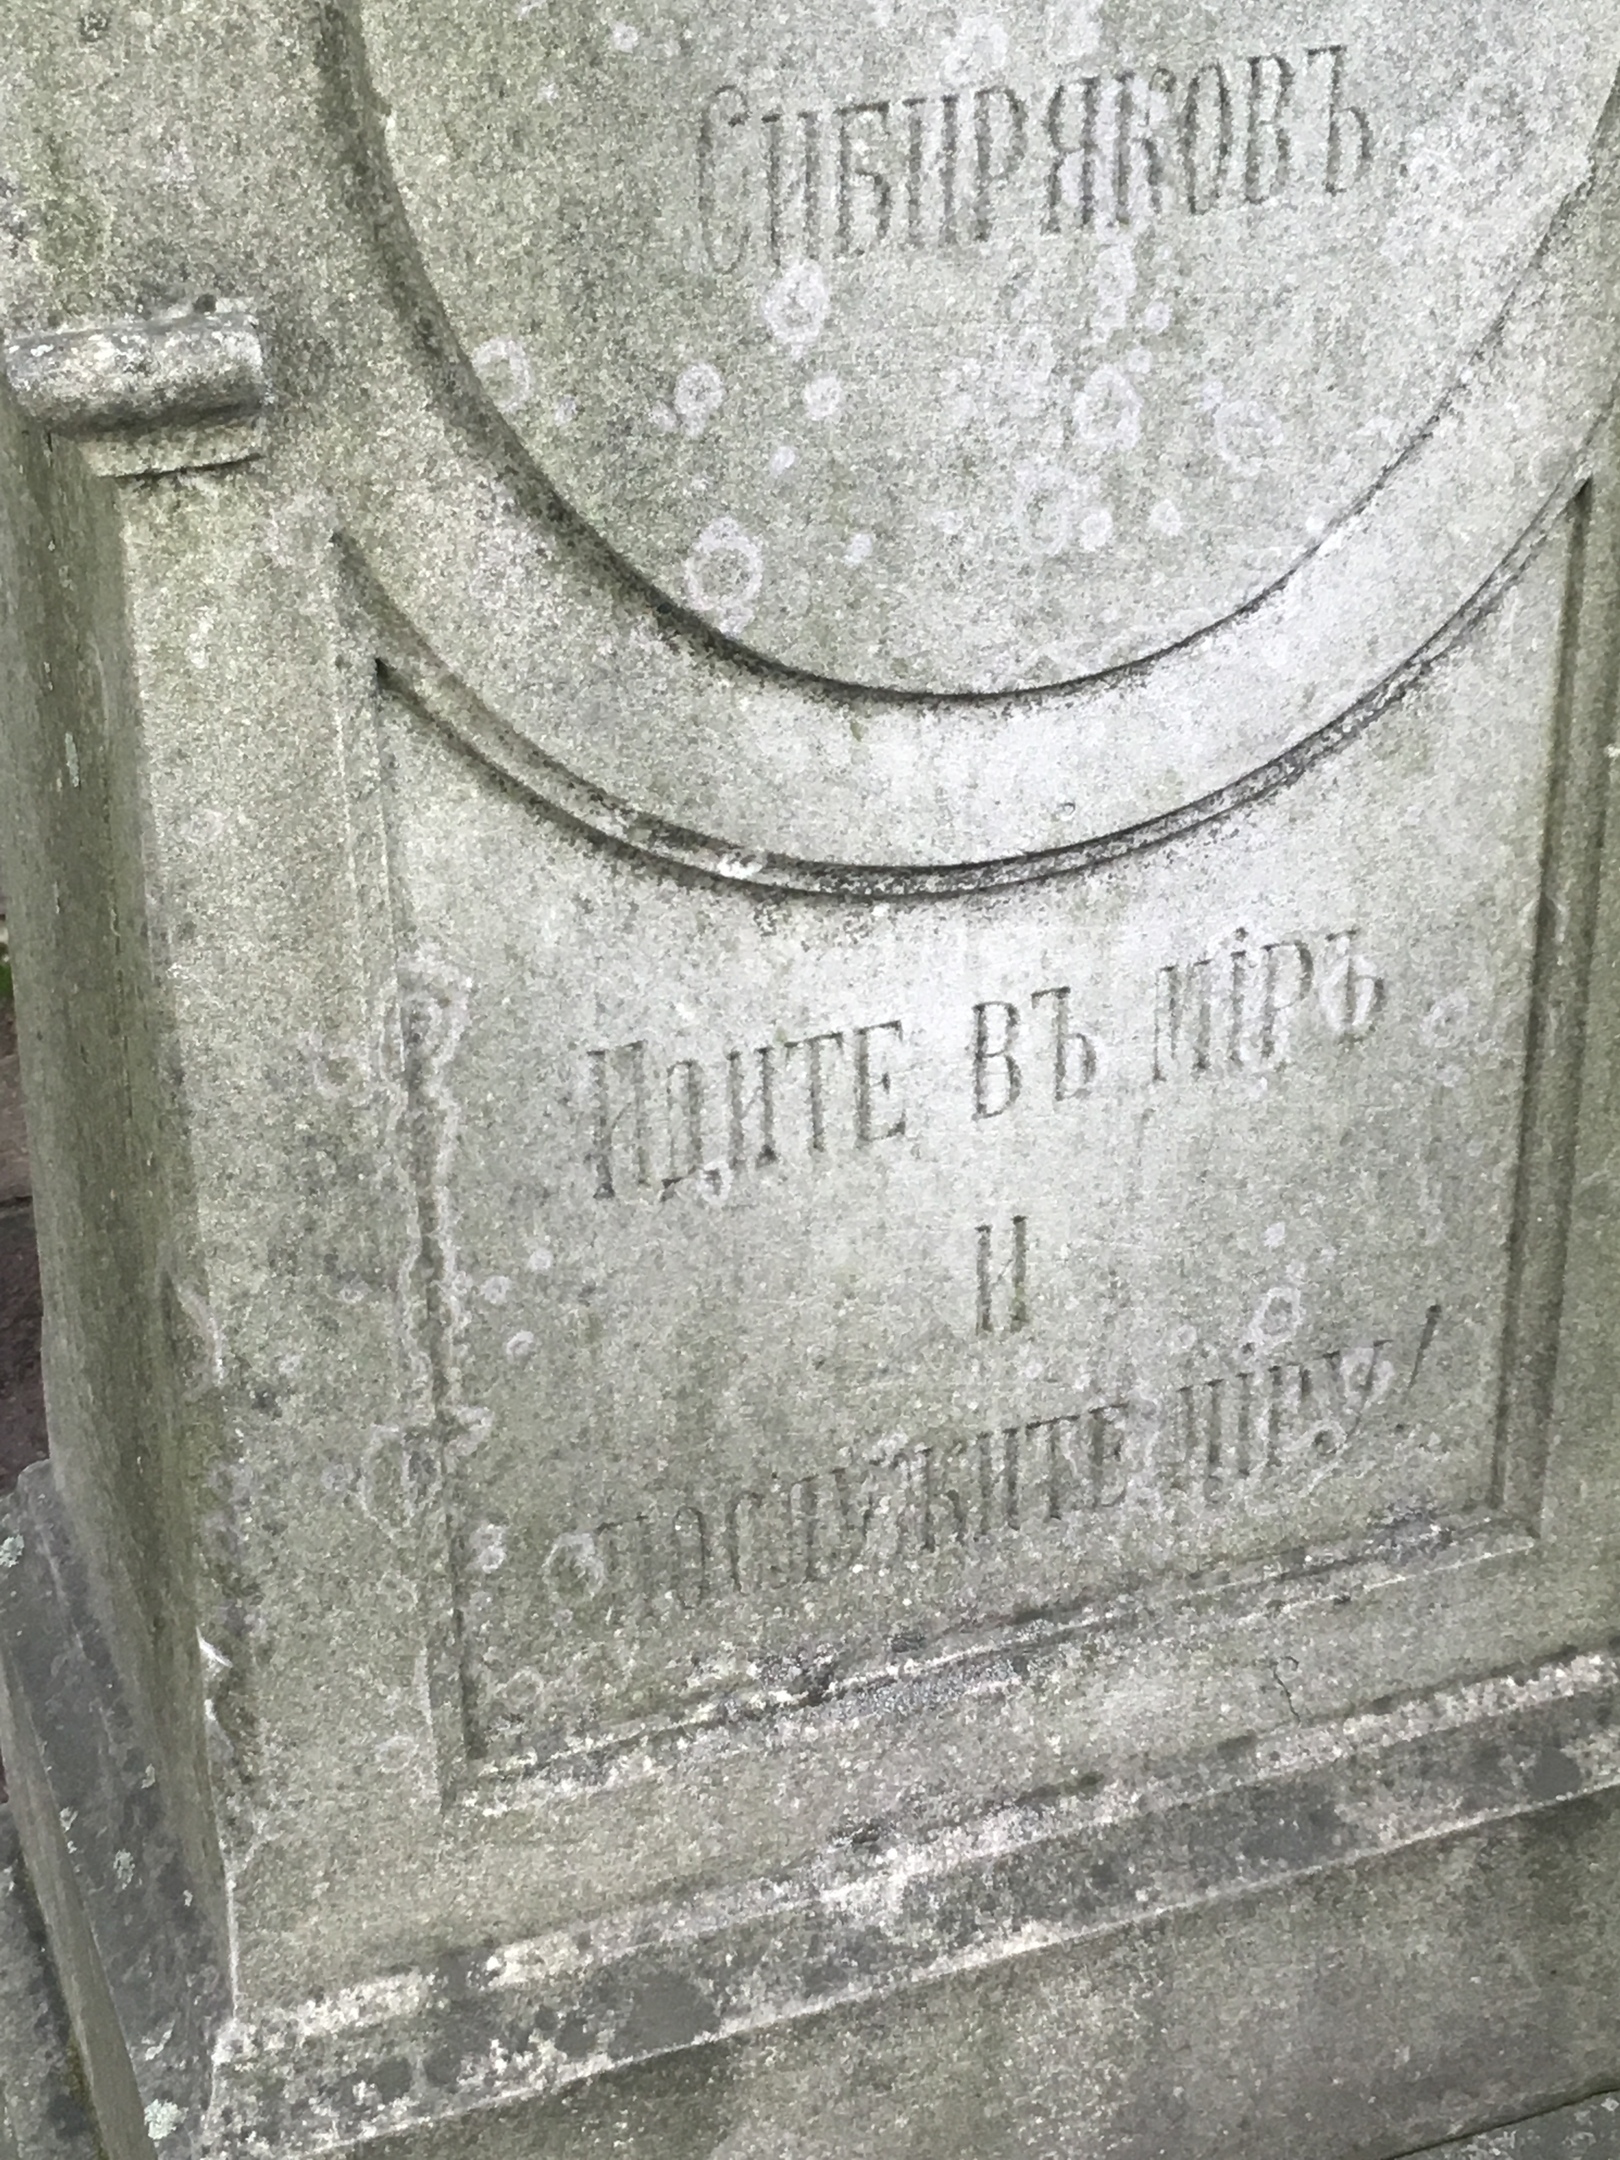 Сибиряковъ
Идите въ міръ
и
послужите міру!